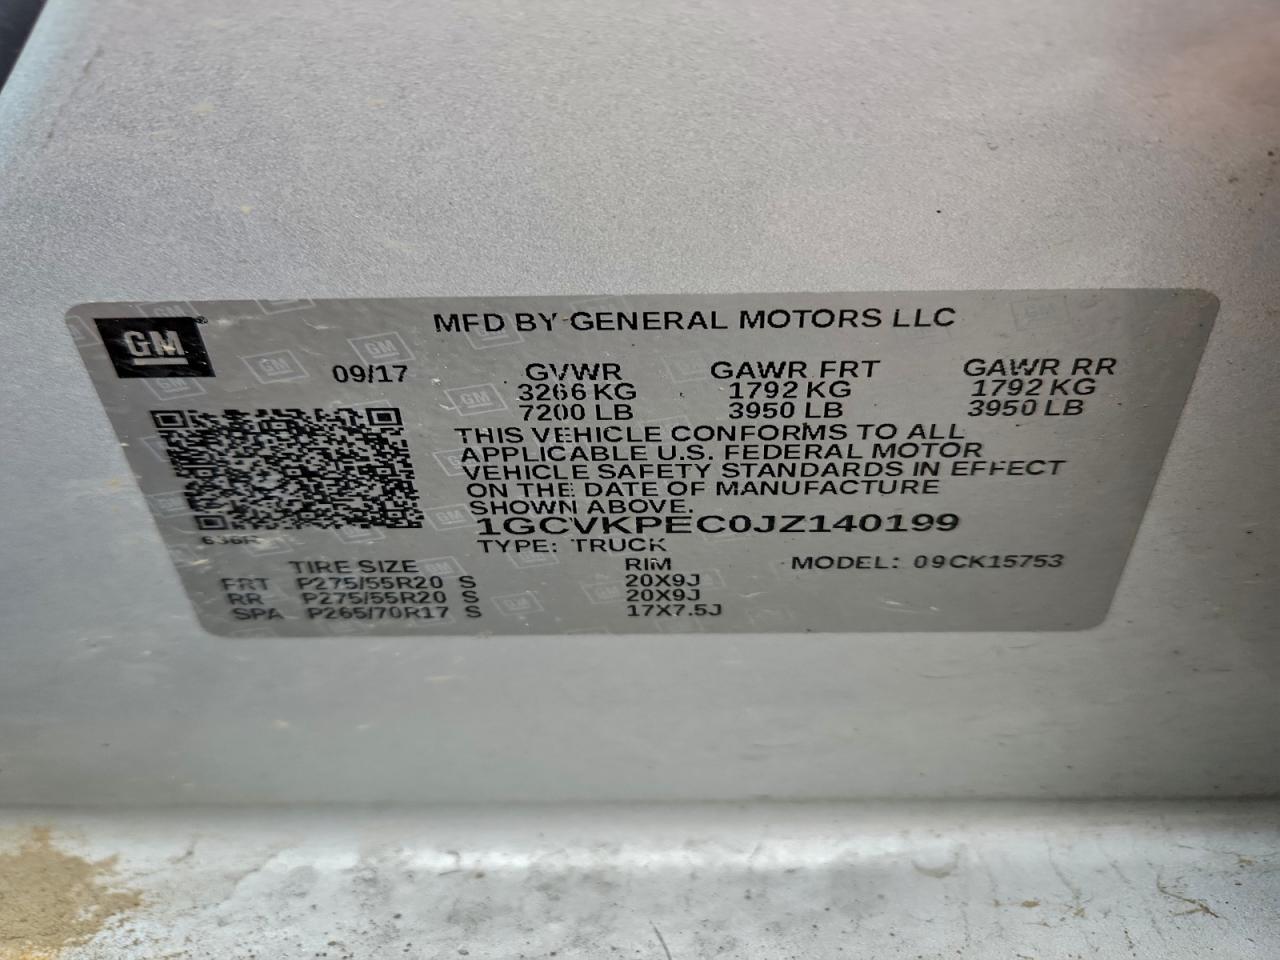 GM
MFD BY GENERAL MOTORS LLC
09/17 GVWR GAWR FRT GAWR RR
3266 KG 1792 KG 1792 KG
7200 LB 3950 LB 3950 LB
THIS VEHICLE CONFORMS TO ALL
APPLICABLE U.S. FEDERAL MOTOR
VEHICLE SAFETY STANDARDS IN EFFECT
ON THE DATE OF MANUFACTURE
SHOWN ABOVE.
1GCVKPEC0JZ140199
TYPE: TRUCK
MODEL: 09CK15753
TIRE SIZE RIM
FRT P275/55R20 S 20X9J
RR P275/55R20 S 20X9J
SPA P265/70R17 S 17X7.5J